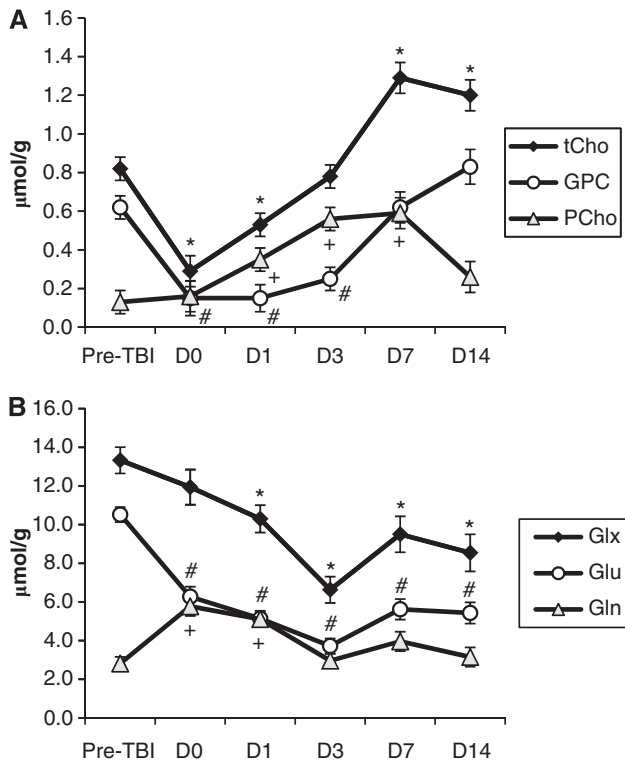 A
μmol/g
1.6
1.4
1.2
1.0
0.8
0.6
0.4
0.2
0.0
* * * *
+ + +
# # #
Pre-TBI D0 D1 D3 D7 D14
tCho
GPC
PCho
B
μmol/g
16.0
14.0
12.0
10.0
8.0
6.0
4.0
2.0
0.0
* * * *
# # # # #
+ +
Pre-TBI D0 D1 D3 D7 D14
Glx
Glu
Gln